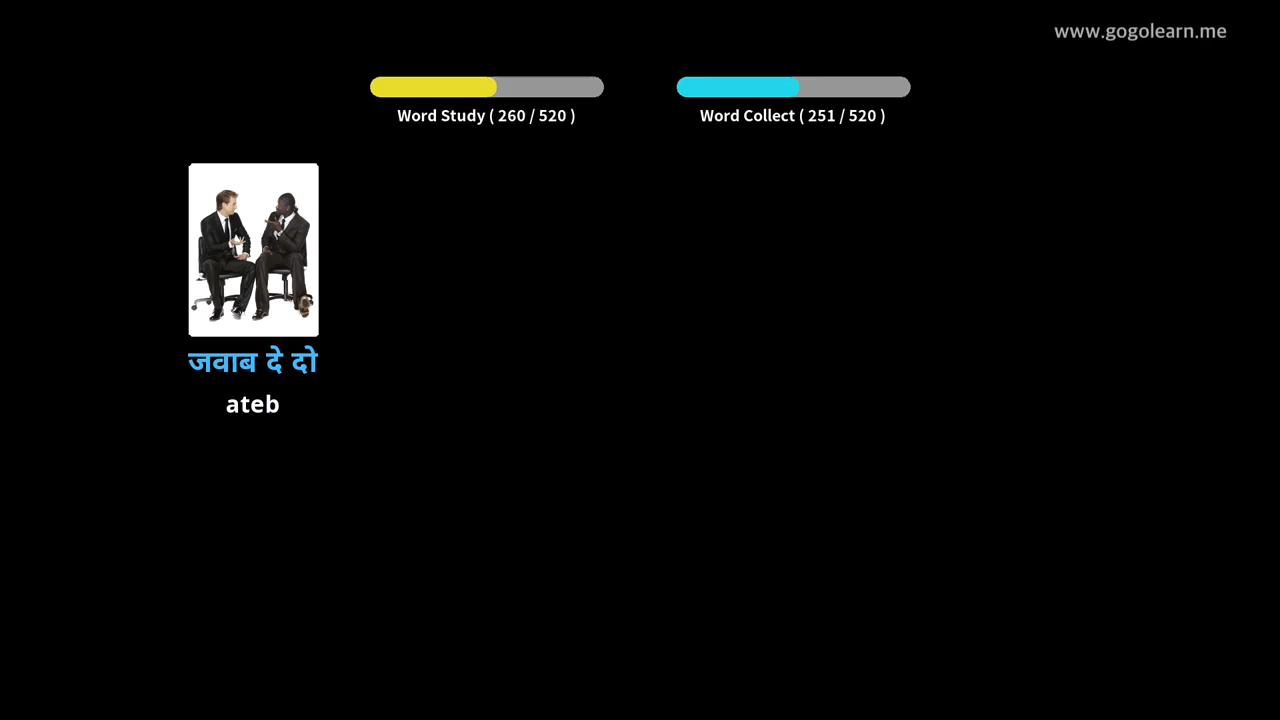 www.gogolearn.me
Word Study ( 260 / 520 )
Word Collect ( 251 / 520 )
जवाब दे दो
ateb